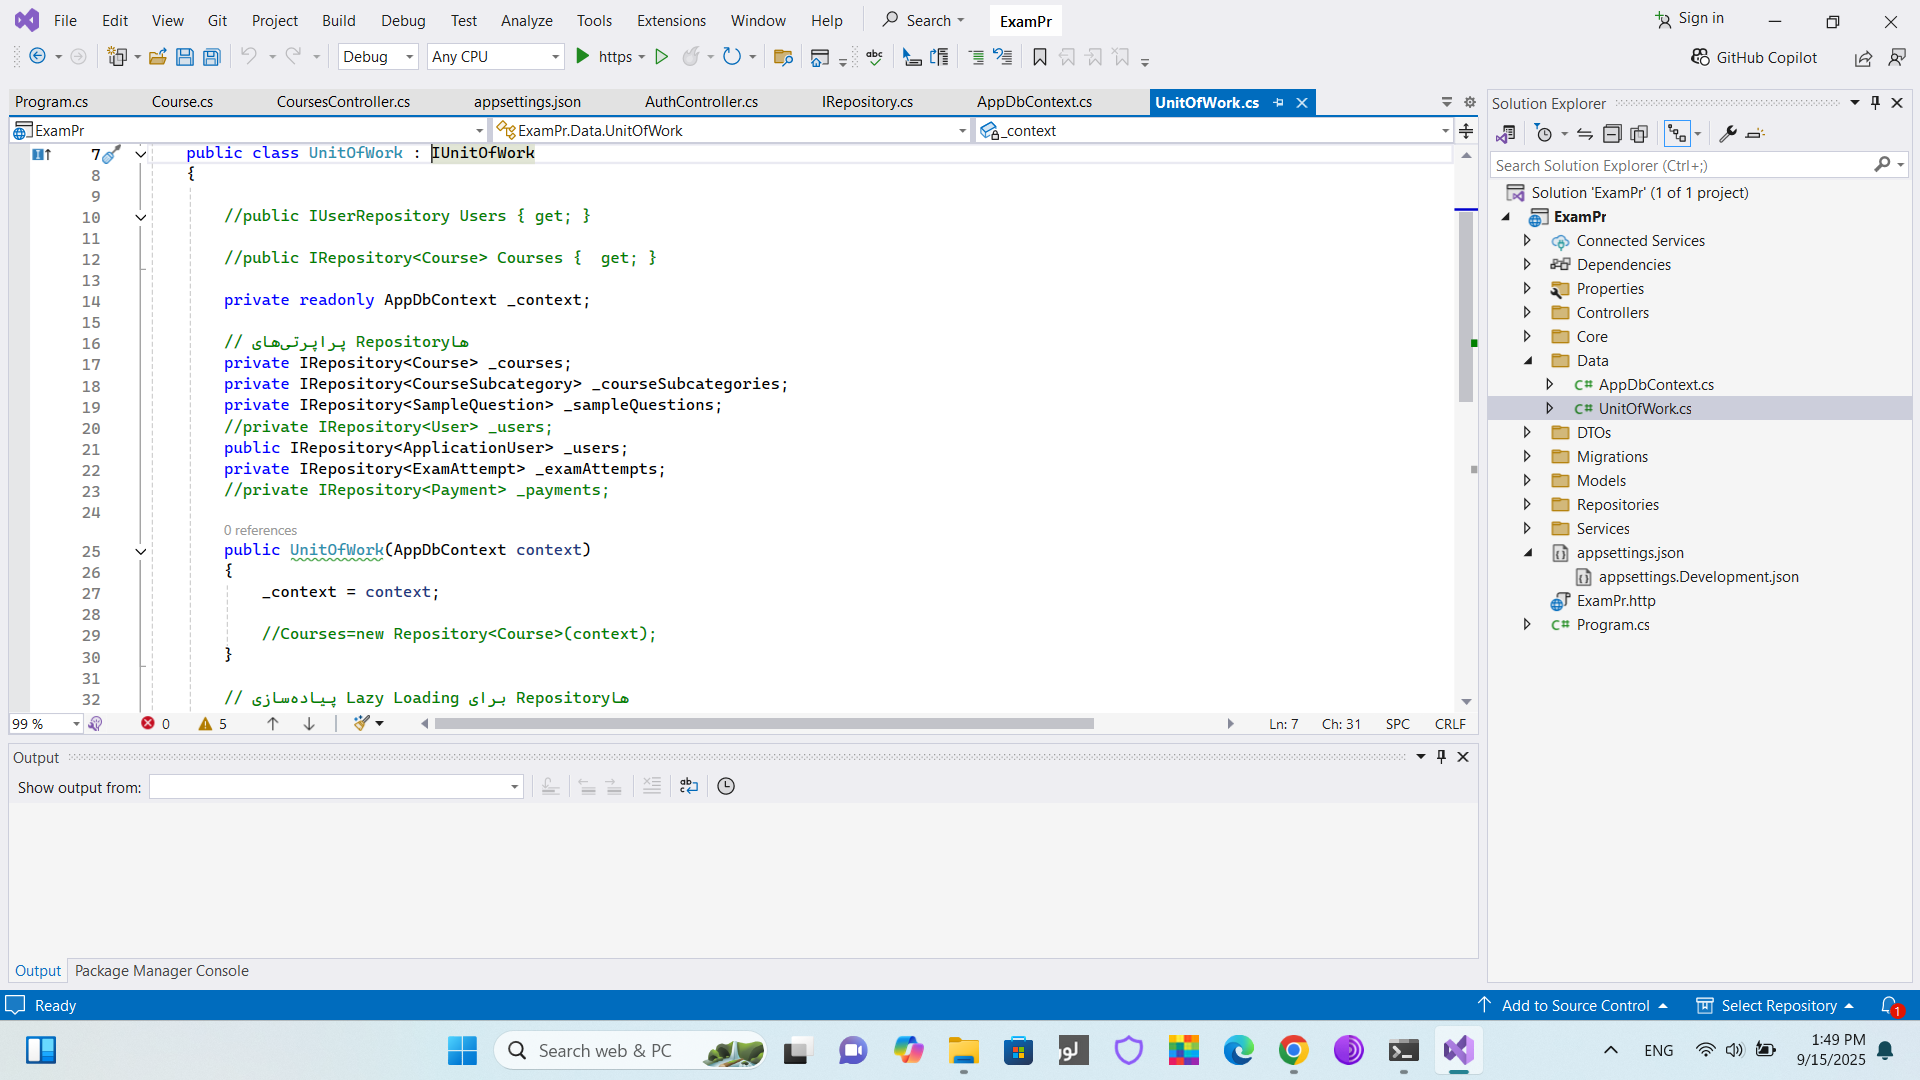 File Edit View Git Project Build Debug Test Analyze Tools Extensions Window Help Search ExamPr Sign in
Debug Any CPU https GitHub Copilot
Program.cs Course.cs CoursesController.cs appsettings.json AuthController.cs IRepository.cs AppDbContext.cs UnitOfWork.cs
ExamPr ExamPr.Data.UnitOfWork _context
7 public class UnitOfWork : IUnitOfWork
8 {
9
10 //public IUserRepository Users { get; }
11
12 //public IRepository<Course> Courses {  get; }
13
14 private readonly AppDbContext _context;
15
16 // پراپرتی‌های Repositoryها
17 private IRepository<Course> _courses;
18 private IRepository<CourseSubcategory> _courseSubcategories;
19 private IRepository<SampleQuestion> _sampleQuestions;
20 //private IRepository<User> _users;
21 public IRepository<ApplicationUser> _users;
22 private IRepository<ExamAttempt> _examAttempts;
23 //private IRepository<Payment> _payments;
24
0 references
25 public UnitOfWork(AppDbContext context)
26 {
27 _context = context;
28
29 //Courses=new Repository<Course>(context);
30 }
31
32 // پیاده‌سازی Lazy Loading برای Repositoryها
99 % 0 5 Ln: 7 Ch: 31 SPC CRLF
Output
Show output from:
Output Package Manager Console
Solution Explorer
Search Solution Explorer (Ctrl+;)
Solution 'ExamPr' (1 of 1 project)
ExamPr
Connected Services
Dependencies
Properties
Controllers
Core
Data
C# AppDbContext.cs
C# UnitOfWork.cs
DTOs
Migrations
Models
Repositories
Services
appsettings.json
appsettings.Development.json
ExamPr.http
C# Program.cs
Ready Add to Source Control Select Repository 1
Search web & PC لور ENG 1:49 PM
9/15/2025